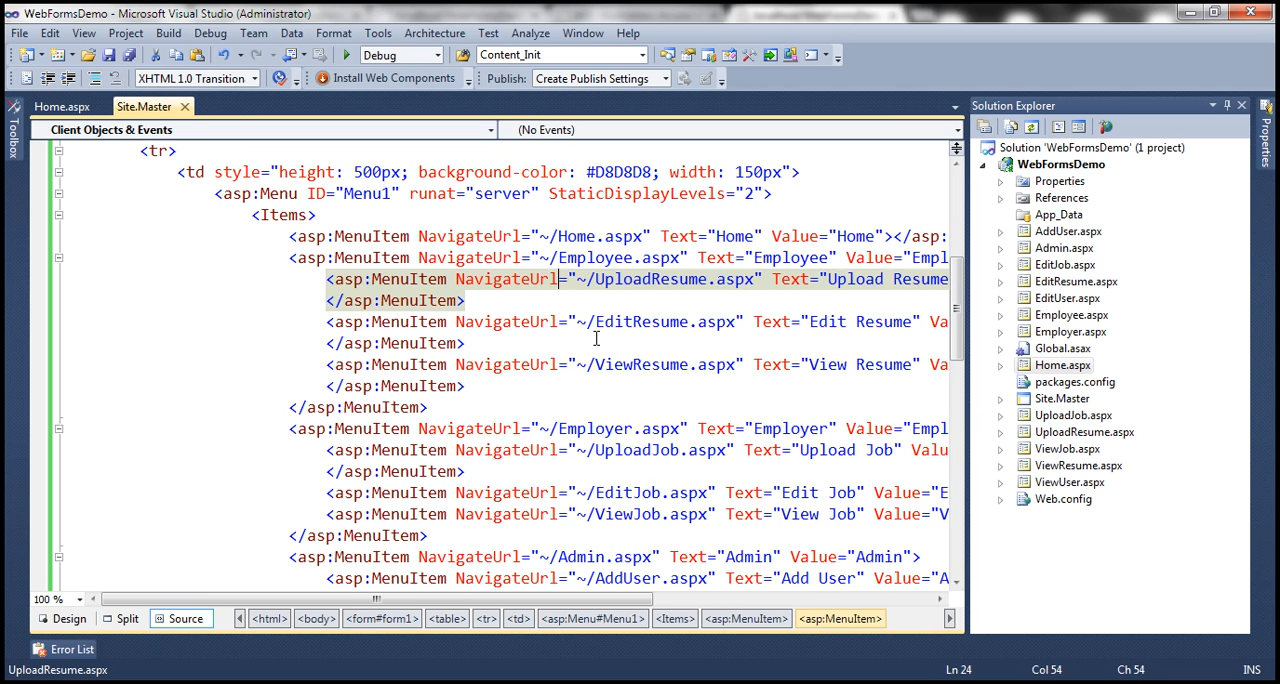 WebFormsDemo - Microsoft Visual Studio (Administrator)
File Edit View Project Build Debug Team Data Format Tools Architecture Test Analyze Window Help
Debug Content_Init
XHTML 1.0 Transition Install Web Components Publish: Create Publish Settings
Home.aspx Site.Master
Client Objects & Events (No Events)
<tr>
<td style="height: 500px; background-color: #D8D8D8; width: 150px">
<asp:Menu ID="Menu1" runat="server" StaticDisplayLevels="2">
<Items>
<asp:MenuItem NavigateUrl="~/Home.aspx" Text="Home" Value="Home"></asp:
<asp:MenuItem NavigateUrl="~/Employee.aspx" Text="Employee" Value="Empl
<asp:MenuItem NavigateUrl="~/UploadResume.aspx" Text="Upload Resume
</asp:MenuItem>
<asp:MenuItem NavigateUrl="~/EditResume.aspx" Text="Edit Resume" Va
</asp:MenuItem>
<asp:MenuItem NavigateUrl="~/ViewResume.aspx" Text="View Resume" Va
</asp:MenuItem>
</asp:MenuItem>
<asp:MenuItem NavigateUrl="~/Employer.aspx" Text="Employer" Value="Empl
<asp:MenuItem NavigateUrl="~/UploadJob.aspx" Text="Upload Job" Valu
</asp:MenuItem>
<asp:MenuItem NavigateUrl="~/EditJob.aspx" Text="Edit Job" Value="E
<asp:MenuItem NavigateUrl="~/ViewJob.aspx" Text="View Job" Value="V
</asp:MenuItem>
<asp:MenuItem NavigateUrl="~/Admin.aspx" Text="Admin" Value="Admin">
<asp:MenuItem NavigateUrl="~/AddUser.aspx" Text="Add User" Value="A
100 %
Design Split Source <html> <body> <form#form1> <table> <tr> <td> <asp:Menu#Menu1> <Items> <asp:MenuItem> <asp:MenuItem>
Error List
UploadResume.aspx Ln 24 Col 54 Ch 54 INS
Toolbox
Solution Explorer
Solution 'WebFormsDemo' (1 project)
WebFormsDemo
Properties
References
App_Data
AddUser.aspx
Admin.aspx
EditJob.aspx
EditResume.aspx
EditUser.aspx
Employee.aspx
Employer.aspx
Global.asax
Home.aspx
packages.config
Site.Master
UploadJob.aspx
UploadResume.aspx
ViewJob.aspx
ViewResume.aspx
ViewUser.aspx
Web.config
Properties